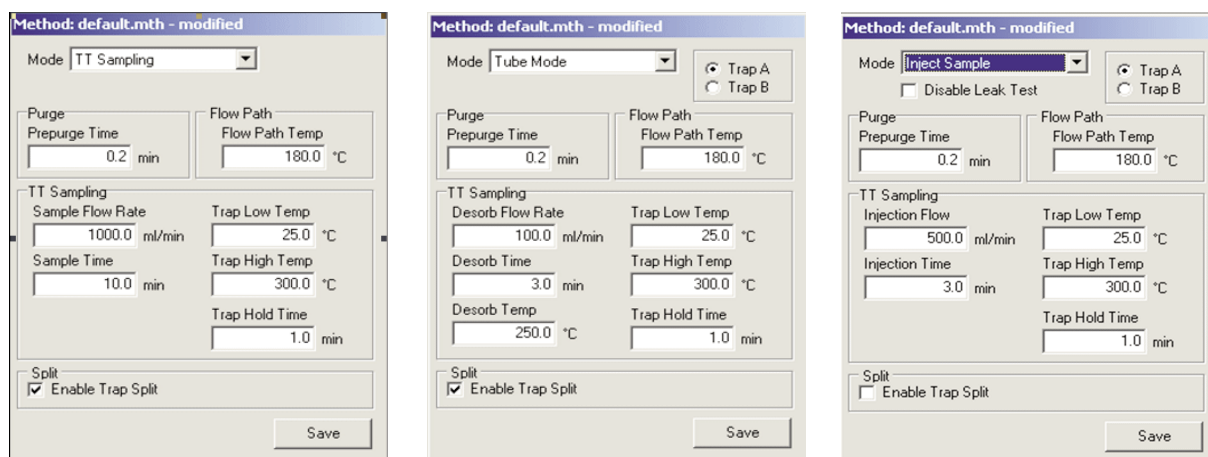 Method: default.mth - modified
Mode TT Sampling
Purge
Prepurge Time
0.2 min
Flow Path
Flow Path Temp
180.0 °C
TT Sampling
Sample Flow Rate
1000.0 ml/min
Trap Low Temp
25.0 °C
Sample Time
10.0 min
Trap High Temp
300.0 °C
Trap Hold Time
1.0 min
Split
Enable Trap Split
Save
Method: default.mth - modified
Mode Tube Mode
Trap A
Trap B
Purge
Prepurge Time
0.2 min
Flow Path
Flow Path Temp
180.0 °C
TT Sampling
Desorb Flow Rate
100.0 ml/min
Trap Low Temp
25.0 °C
Desorb Time
3.0 min
Trap High Temp
300.0 °C
Desorb Temp
250.0 °C
Trap Hold Time
1.0 min
Split
Enable Trap Split
Save
Method: default.mth - modified
Mode Inject Sample
Disable Leak Test
Trap A
Trap B
Purge
Prepurge Time
0.2 min
Flow Path
Flow Path Temp
180.0 °C
TT Sampling
Injection Flow
500.0 ml/min
Trap Low Temp
25.0 °C
Injection Time
3.0 min
Trap High Temp
300.0 °C
Trap Hold Time
1.0 min
Split
Enable Trap Split
Save